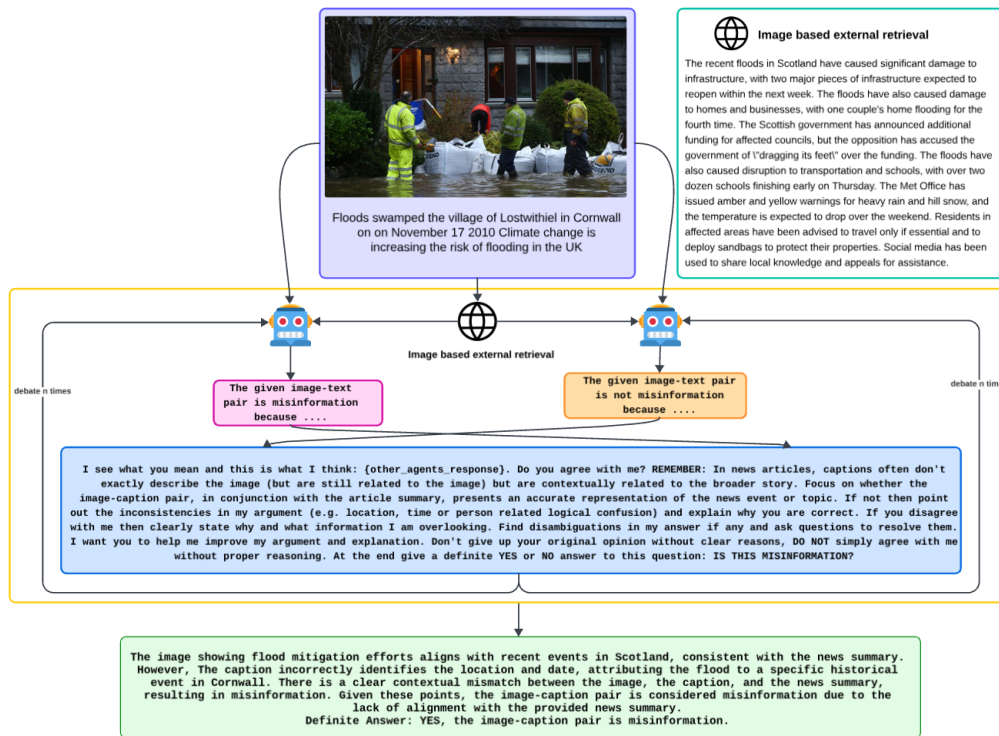 Image based external retrieval
The recent floods in Scotland have caused significant damage to
infrastructure, with two major pieces of infrastructure expected to
reopen within the next week. The floods have also caused damage
to homes and businesses, with one couple's home flooding for the
fourth time. The Scottish government has announced additional
funding for affected councils, but the opposition has accused the
government of \"dragging its feet\" over the funding. The floods have
also caused disruption to transportation and schools, with over two
dozen schools finishing early on Thursday. The Met Office has
issued amber and yellow warnings for heavy rain and hill snow, and
the temperature is expected to drop over the weekend. Residents in
affected areas have been advised to travel only if essential and to
deploy sandbags to protect their properties. Social media has been
used to share local knowledge and appeals for assistance.
Floods swamped the village of Lostwithiel in Cornwall
on on November 17 2010 Climate change is
increasing the risk of flooding in the UK
Image based external retrieval
debate n times
debate n tim
The given image-text
pair is misinformation
because ....
The given image-text pair
is not misinformation
because ....
I see what you mean and this is what I think: {other_agents_response}. Do you agree with me? REMEMBER: In news articles, captions often don't
exactly describe the image (but are still related to the image) but are contextually related to the broader story. Focus on whether the
image-caption pair, in conjunction with the article summary, presents an accurate representation of the news event or topic. If not then point
out the inconsistencies in my argument (e.g. location, time or person related logical confusion) and explain why you are correct. If you disagree
with me then clearly state why and what information I am overlooking. Find disambiguations in my answer if any and ask questions to resolve them.
I want you to help me improve my argument and explanation. Don't give up your original opinion without clear reasons, DO NOT simply agree with me
without proper reasoning. At the end give a definite YES or NO answer to this question: IS THIS MISINFORMATION?
The image showing flood mitigation efforts aligns with recent events in Scotland, consistent with the news summary.
However, The caption incorrectly identifies the location and date, attributing the flood to a specific historical
event in Cornwall. There is a clear contextual mismatch between the image, the caption, and the news summary,
resulting in misinformation. Given these points, the image-caption pair is considered misinformation due to the
lack of alignment with the provided news summary.
Definite Answer: YES, the image-caption pair is misinformation.